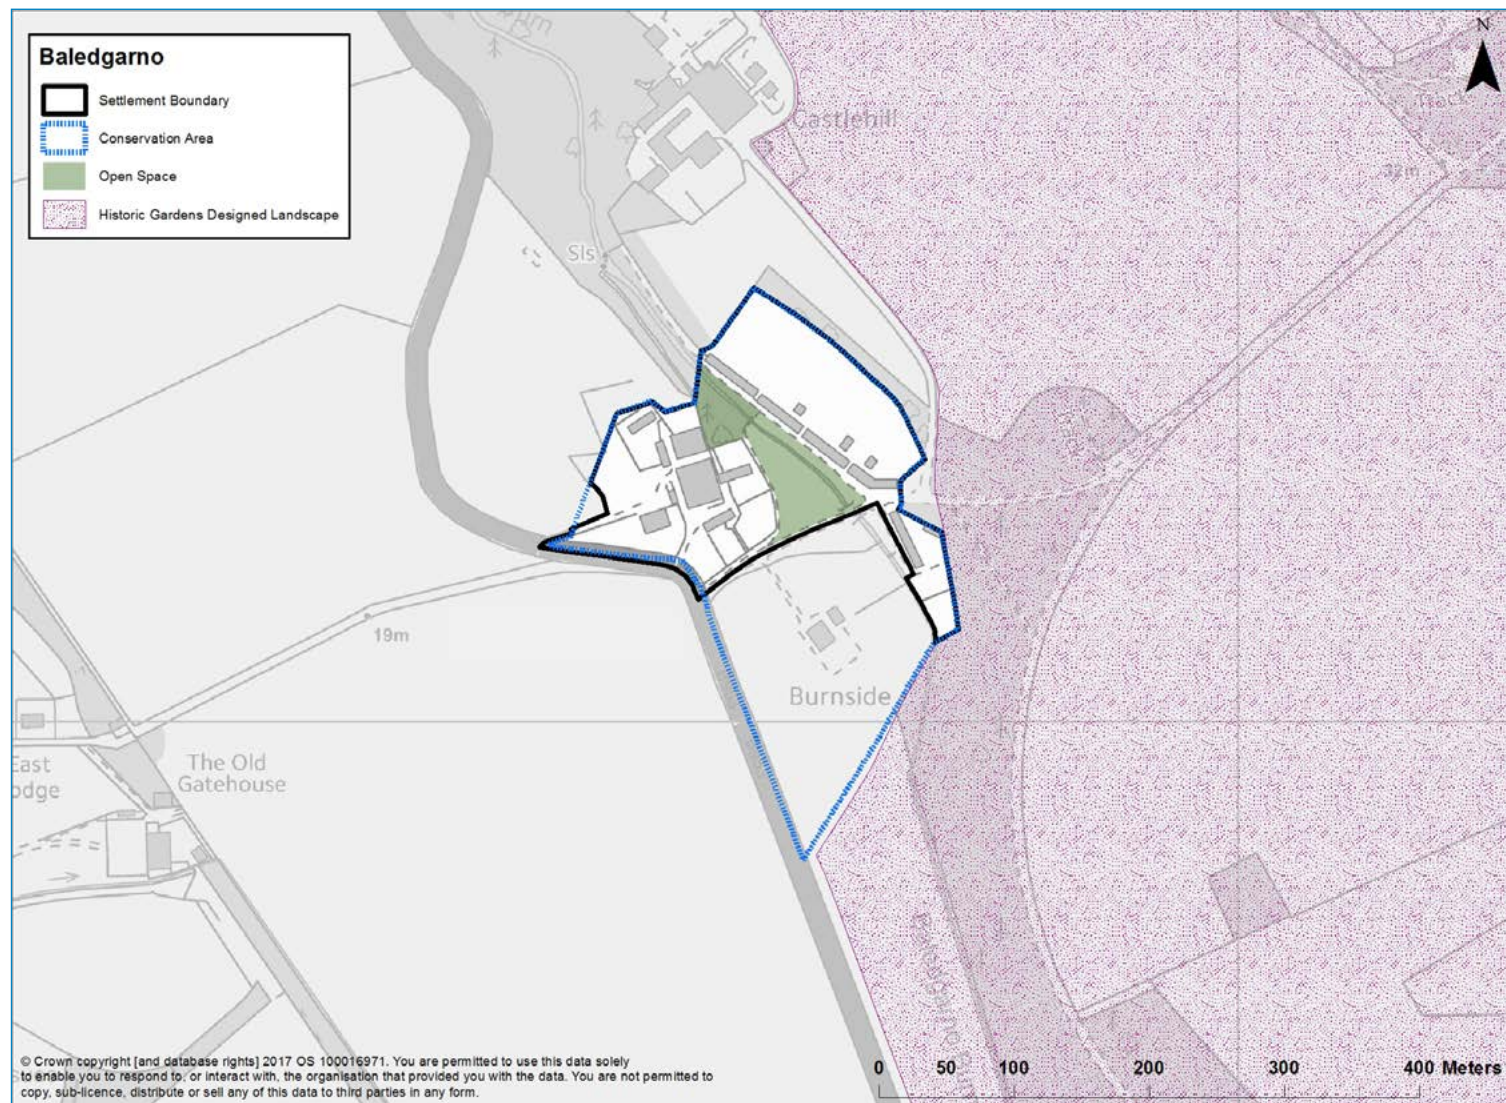 Baledgarno
Settlement Boundary
Conservation Area
Open Space
Historic Gardens Designed Landscape
N
Track
Castlehill
32m
Sls
19m
Burnside
The Old
Gatehouse
East
odge
© Crown copyright [and database rights] 2017 OS 100016971. You are permitted to use this data solely
to enable you to respond to, or interact with, the organisation that provided you with the data. You are not permitted to
copy, sub-licence, distribute or sell any of this data to third parties in any form.
0 50 100 200 300 400 Meters